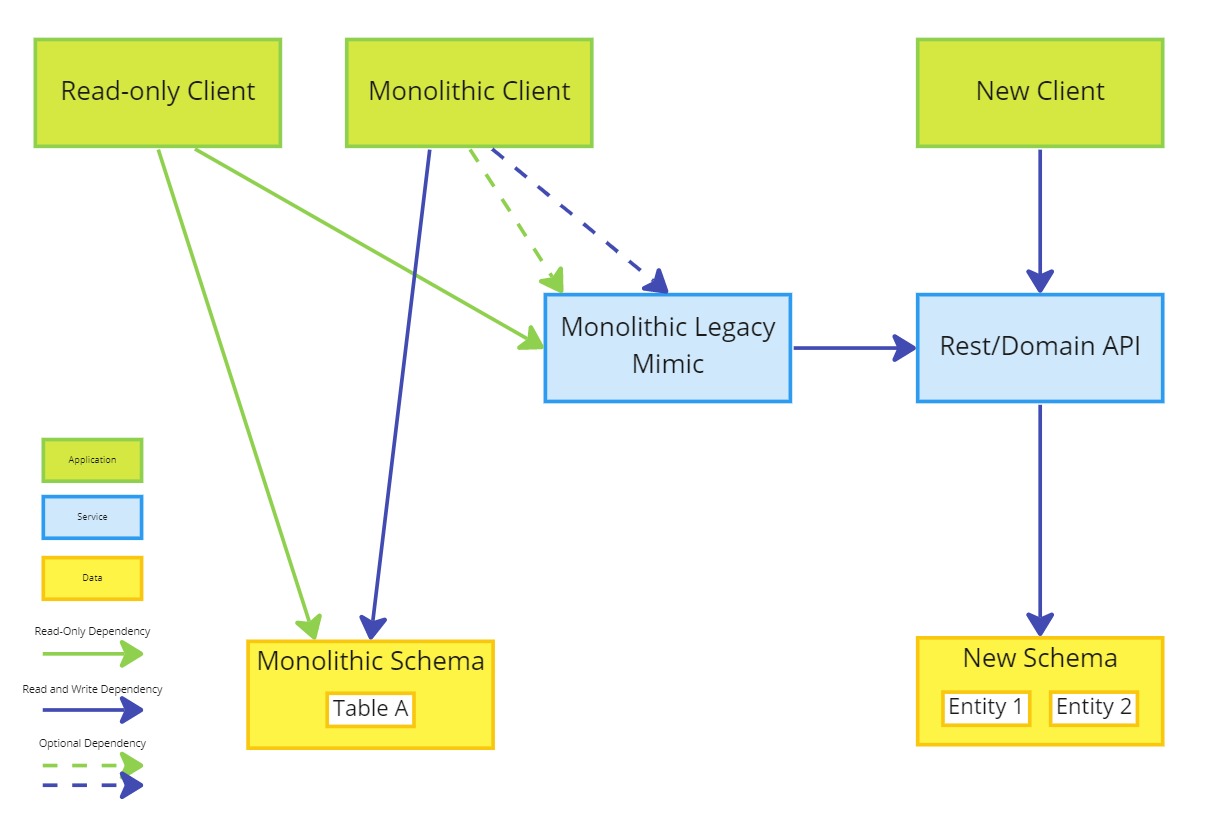 Read-only Client
Monolithic Client
New Client
Monolithic Legacy
Mimic
Rest/Domain API
Application
Service
Data
Read-Only Dependency
Read and Write Dependency
Optional Dependency
Monolithic Schema
Table A
New Schema
Entity 1
Entity 2